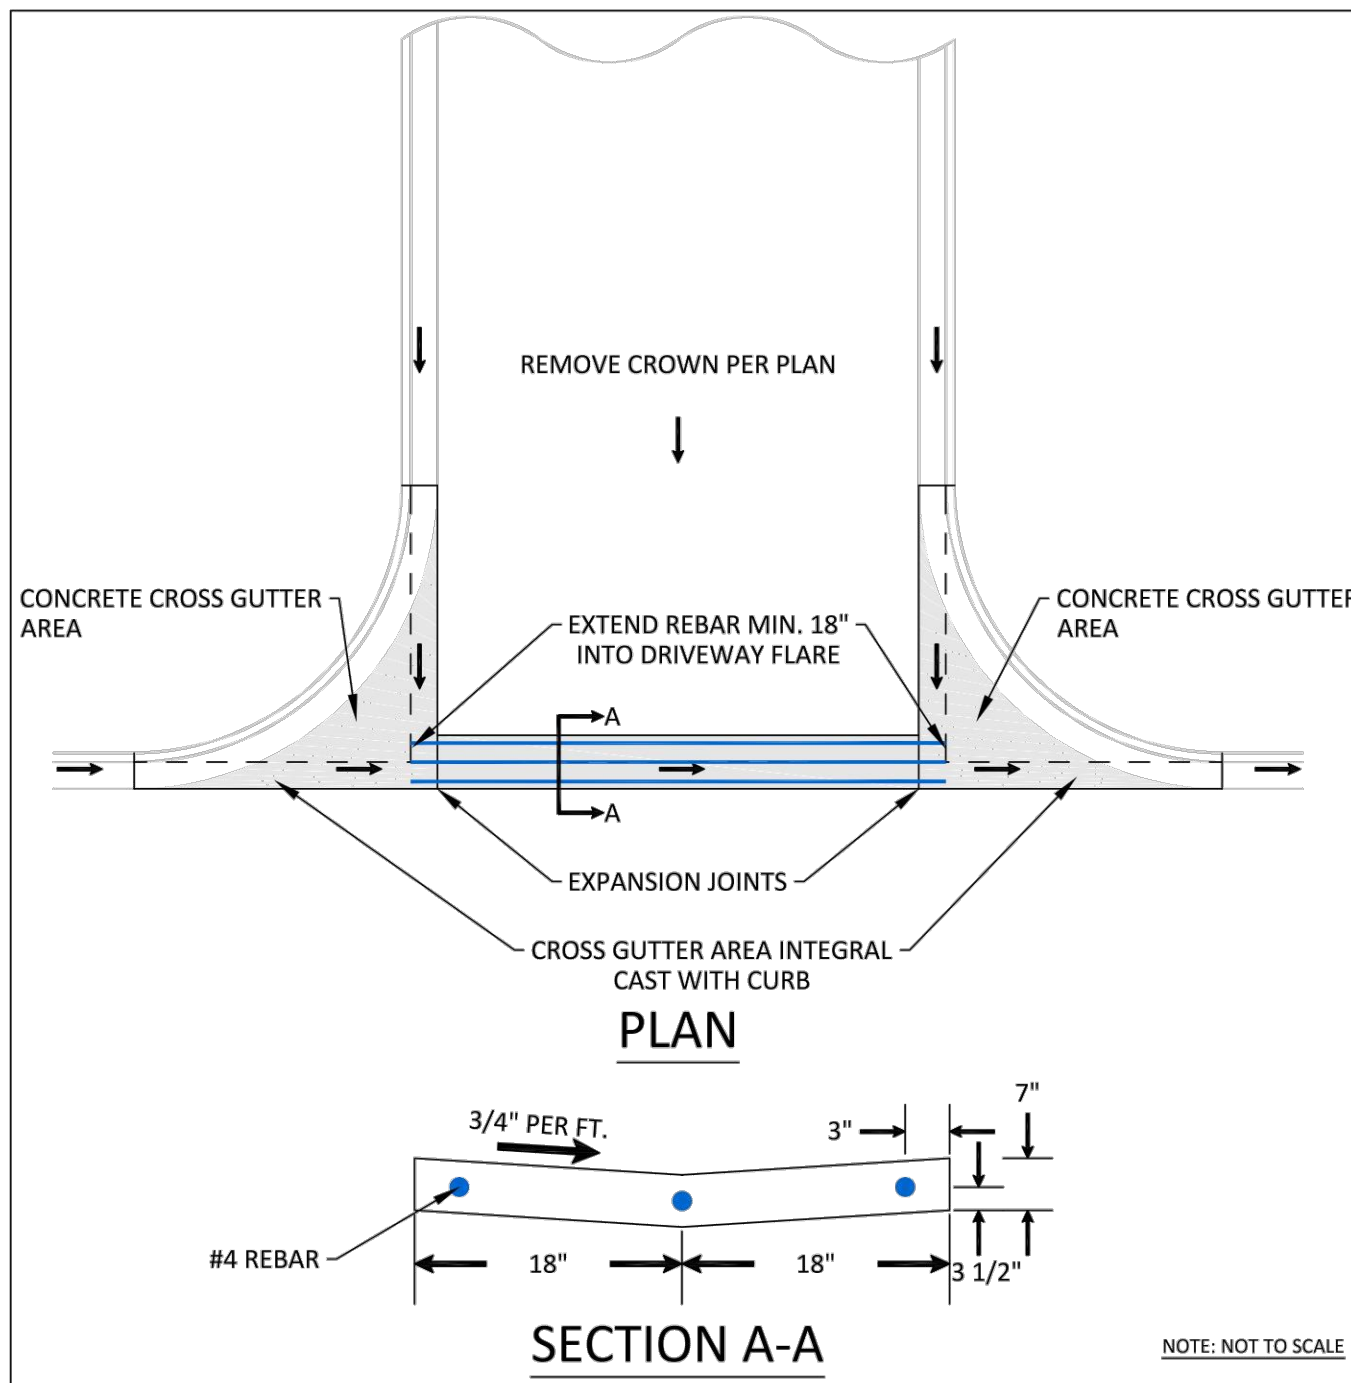 REMOVE CROWN PER PLAN
CONCRETE CROSS GUTTER
AREA
EXTEND REBAR MIN. 18"
INTO DRIVEWAY FLARE
CONCRETE CROSS GUTTER
AREA
A
A
EXPANSION JOINTS
CROSS GUTTER AREA INTEGRAL
CAST WITH CURB
PLAN
3/4" PER FT.
3"
7"
#4 REBAR
18"
18"
3 1/2"
SECTION A-A
NOTE: NOT TO SCALE